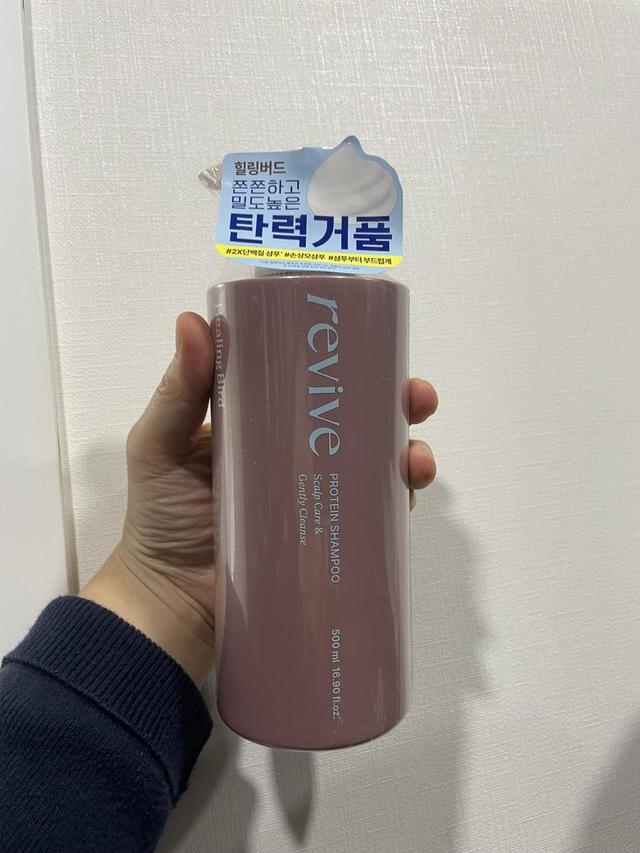 힐링버드
쫀쫀하고
밀도높은
탄력거품
#2X단백질 샴푸* #손상모샴푸 #샴푸부터 부드럽게
Healing Bird
revive
PROTEIN SHAMPOO
Scalp Care &
Gently Cleanse
500 ml 16.90 fl.oz.